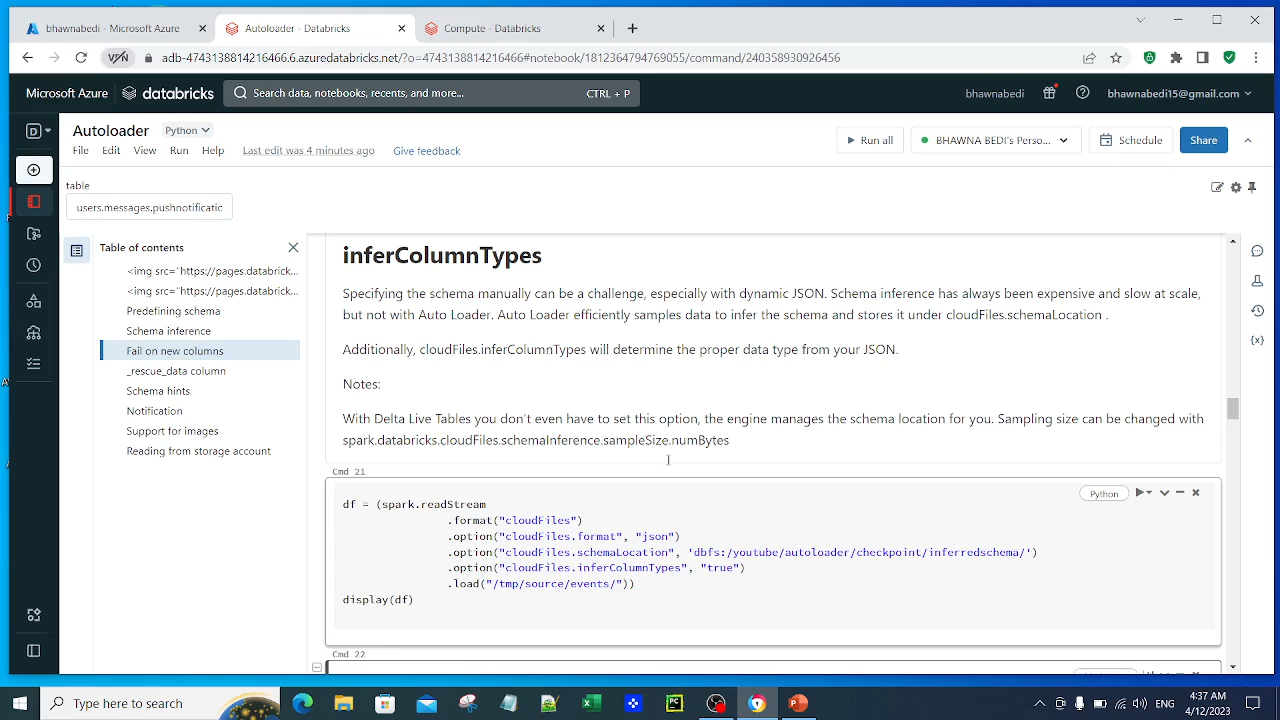 bhawnabedi - Microsoft Azure
Autoloader - Databricks
Compute - Databricks
adb-4743138814216466.6.azuredatabricks.net/?o=4743138814216466#notebook/1812364794769055/command/240358930926456
Microsoft Azure
databricks
Search data, notebooks, recents, and more...
CTRL + P
bhawnabedi
bhawnabedi15@gmail.com
D
Autoloader
Python
File Edit View Run Help Last edit was 4 minutes ago Give feedback
Run all
BHAWNA BEDI's Perso...
Schedule
Share
table
users.messages.pushnotificatic
Table of contents
<img src="https://pages.databrick...
<img src="https://pages.databrick...
Predefining schema
Schema inference
Fail on new columns
_rescue_data column
Schema hints
Notification
Support for images
Reading from storage account
inferColumnTypes
Specifying the schema manually can be a challenge, especially with dynamic JSON. Schema inference has always been expensive and slow at scale,
but not with Auto Loader. Auto Loader efficiently samples data to infer the schema and stores it under cloudFiles.schemaLocation .
Additionally, cloudFiles.inferColumnTypes will determine the proper data type from your JSON.
Notes:
With Delta Live Tables you don't even have to set this option, the engine manages the schema location for you. Sampling size can be changed with
spark.databricks.cloudFiles.schemaInference.sampleSize.numBytes
Cmd 21
Python
df = (spark.readStream
.format("cloudFiles")
.option("cloudFiles.format", "json")
.option("cloudFiles.schemaLocation", 'dbfs:/youtube/autoloader/checkpoint/inferredschema/')
.option("cloudFiles.inferColumnTypes", "true")
.load("/tmp/source/events/"))
display(df)
Cmd 22
Type here to search
ENG
4:37 AM
4/12/2023